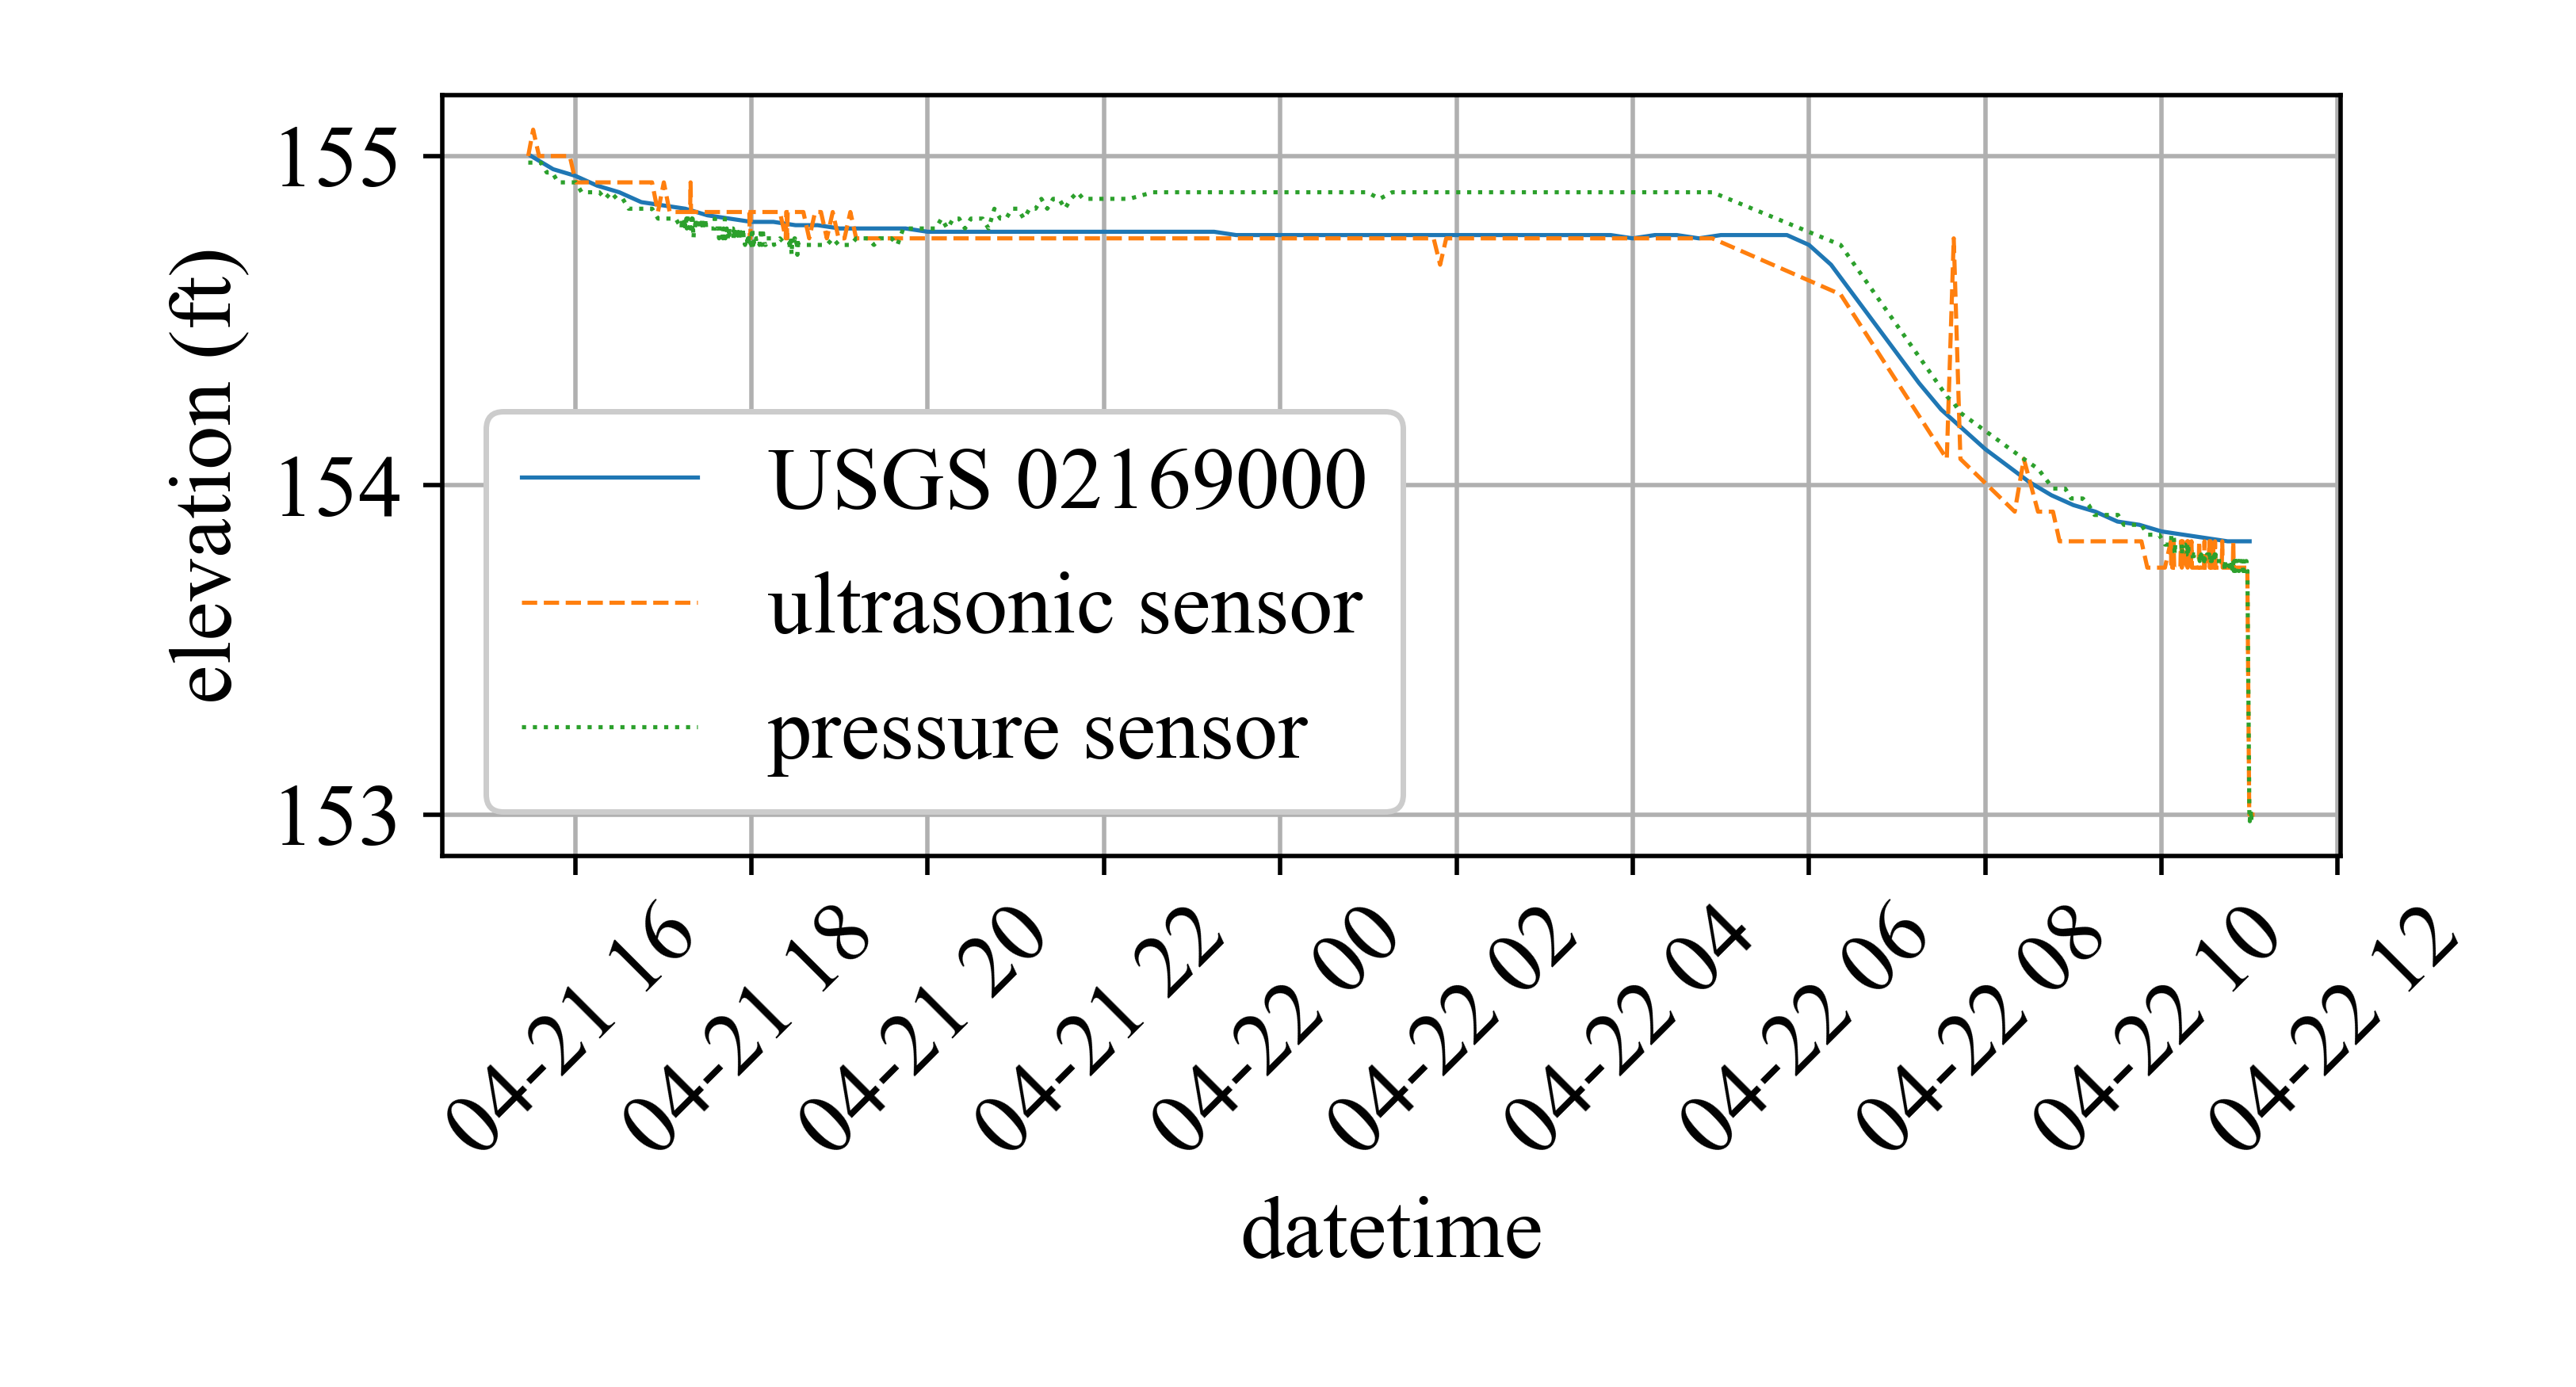 155
154
153
elevation (ft)
USGS 02169000
ultrasonic sensor
pressure sensor
04-21 16
04-21 18
04-21 20
04-21 22
04-22 00
04-22 02
04-22 04
04-22 06
04-22 08
04-22 10
04-22 12
datetime